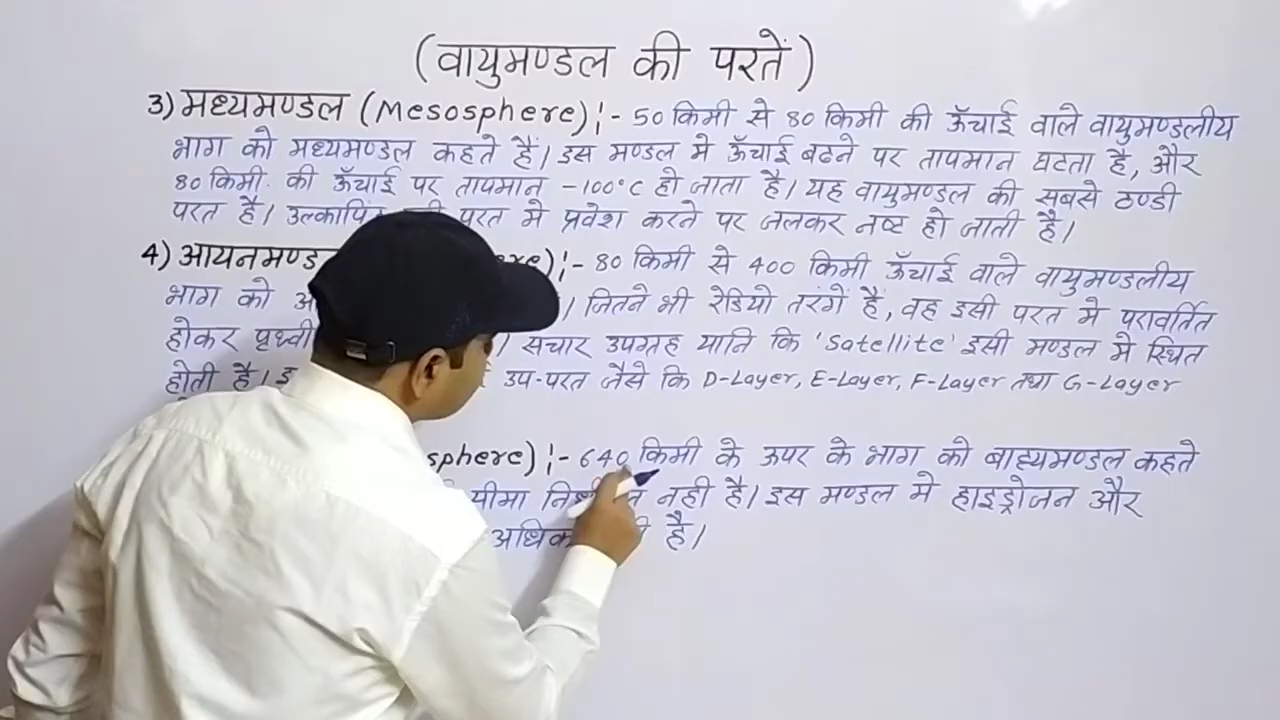 (वायुमण्डल की परतें)
3) मध्यमण्डल (Mesosphere) :- 50 किमी से 80 किमी की ऊँचाई वाले वायुमण्डलीय
भाग को मध्यमण्डल कहते हैं। इस मण्डल मे ऊँचाई बढने पर तापमान घटता है, और
80 किमी. की ऊँचाई पर तापमान -100°C हो जाता है। यह वायुमण्डल की सबसे ठण्डी
परत है। परत मे प्रवेश करते पर जलकर नष्ट हो जाती है।
4) :- 80 किमी से 400 किमी ऊँचाई वाले वायुमण्डलीय
भाग को जितने भी रेडियो तरंगें हैं, वह इसी परत मे परावर्तित
होकर पृथ्वी । सचार उपग्रह यानि कि 'Satellite' इसी मण्डल मे स्थित
होती है। उप-परत जैसे कि D-Layer, E-Layer, F-Layer तथा G-Layer
sphere) :- 640 किमी के ऊपर के भाग को बाह्यमण्डल कहते
सीमा नही है। इस मण्डल मे हाइड्रोजन और
है।